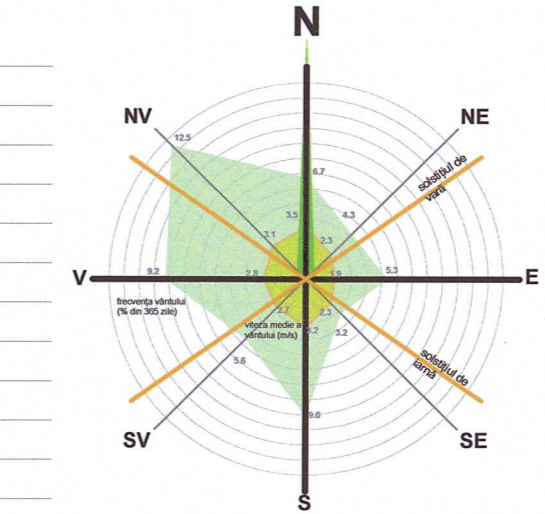 N
NV
12.5
NE
solstițiul de
vară
6.7
3.5
4.3
3.1
2.3
V
9.2
2.8
1.9
5.3
E
frecvența vântului
(% din 365 zile)
2.7
viteza medie a
vântului (m/s)
2.3
3.2
5.6
solstițiul de
iarnă
9.0
SV
SE
S